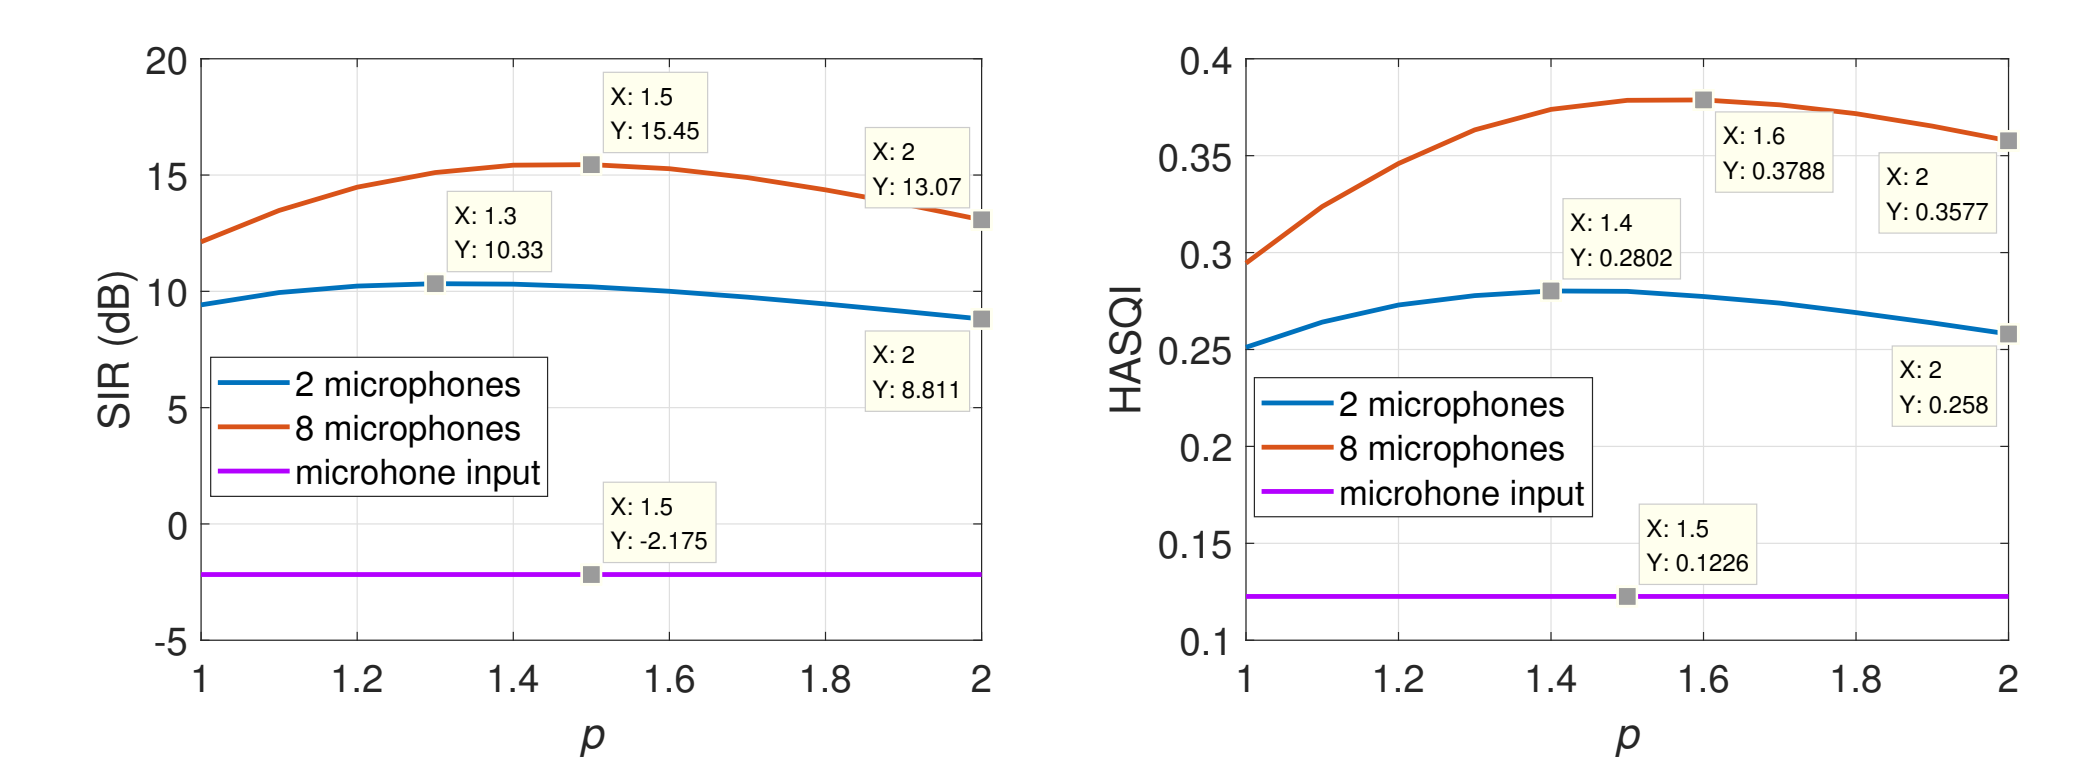 20
15
10
5
0
-5
SIR (dB)
X: 1.5
Y: 15.45
X: 2
Y: 13.07
X: 1.3
Y: 10.33
X: 2
Y: 8.811
2 microphones
8 microphones
microhone input
X: 1.5
Y: -2.175
1 1.2 1.4 1.6 1.8 2
p
0.4
0.35
0.3
0.25
0.2
0.15
0.1
HASQI
X: 1.6
Y: 0.3788
X: 2
Y: 0.3577
X: 1.4
Y: 0.2802
X: 2
Y: 0.258
2 microphones
8 microphones
microhone input
X: 1.5
Y: 0.1226
1 1.2 1.4 1.6 1.8 2
p